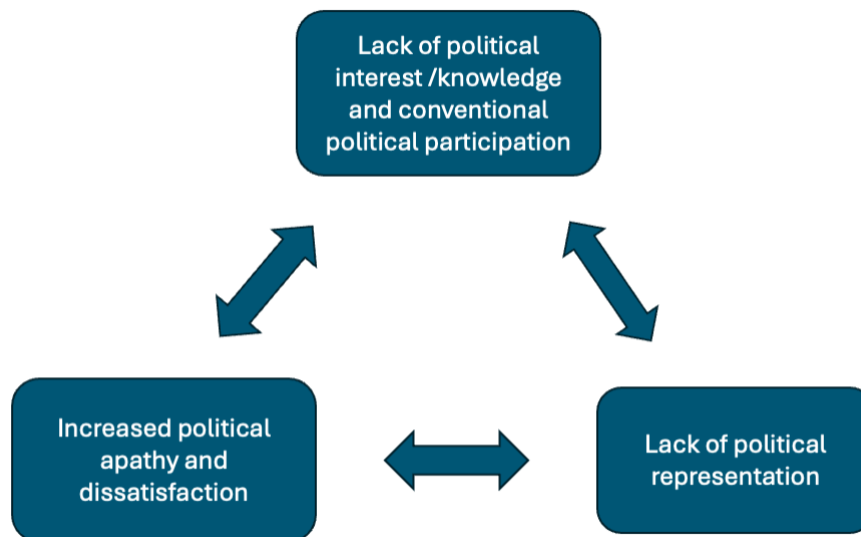 Lack of political
interest /knowledge
and conventional
political participation
Increased political
apathy and
dissatisfaction
Lack of political
representation